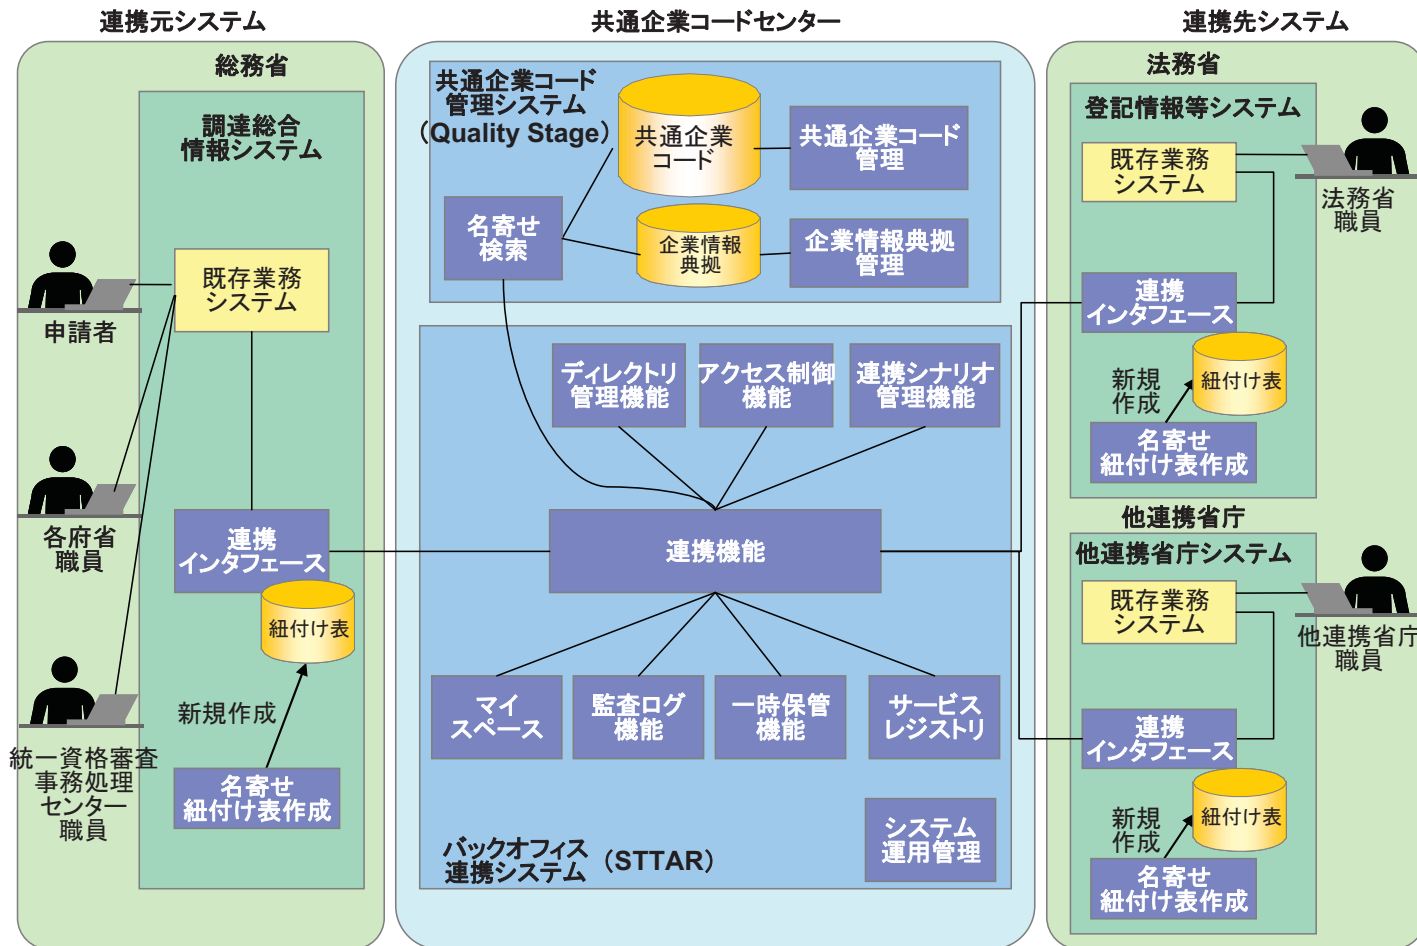 連携元システム
総務省
調達総合
情報システム
既存業務
システム
申請者
各府省
職員
連携
インタフェース
紐付け表
新規作成
名寄せ
紐付け表作成
統一資格審査
事務処理
センター
職員
共通企業コードセンター
共通企業コード
管理システム
(Quality Stage)
共通企業
コード
共通企業コード
管理
名寄せ
検索
企業情報
典拠
企業情報典拠
管理
ディレクトリ
管理機能
アクセス制御
機能
連携シナリオ
管理機能
連携機能
マイ
スペース
監査ログ
機能
一時保管
機能
サービス
レジストリ
システム
運用管理
バックオフィス
連携システム
(STTAR)
連携先システム
法務省
登記情報等システム
既存業務
システム
法務省
職員
連携
インタフェース
紐付け表
新規
作成
名寄せ
紐付け表作成
他連携省庁
他連携省庁システム
既存業務
システム
他連携省庁
職員
連携
インタフェース
紐付け表
新規
作成
名寄せ
紐付け表作成